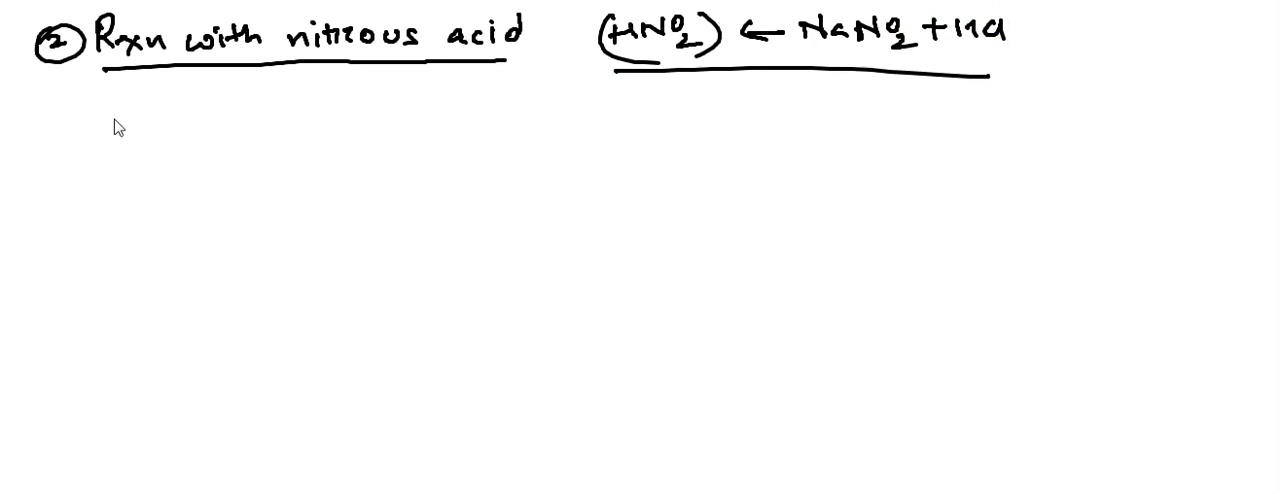 ② Rxn with nitrous acid (HNO₂) ← NaNO₂ + HCl